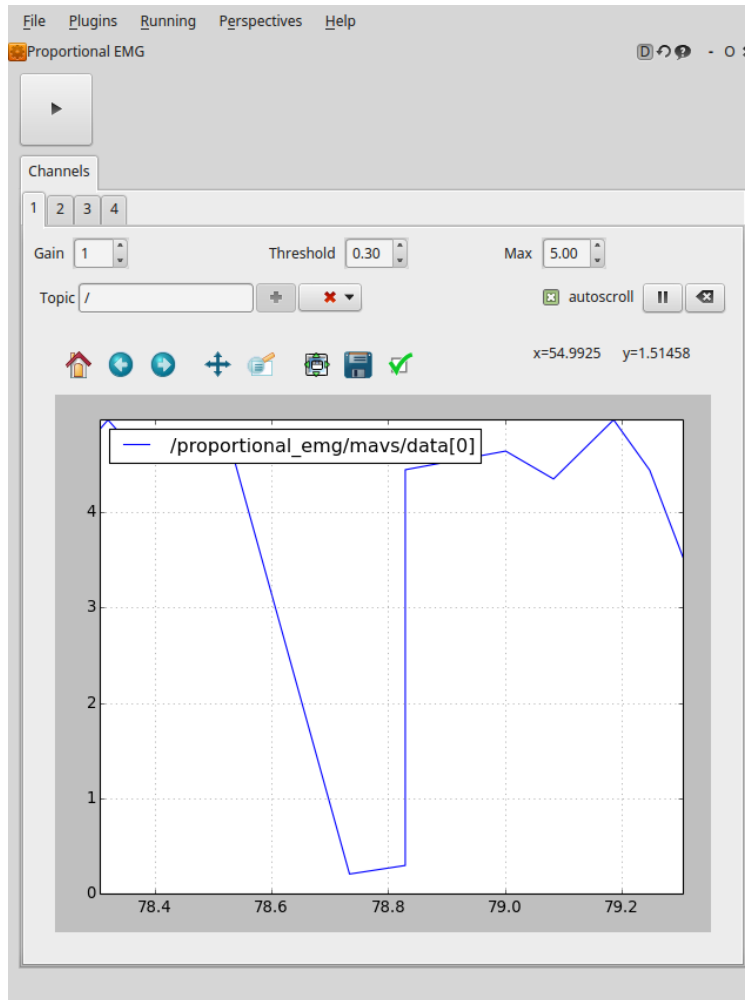 File Plugins Running Perspectives Help
Proportional EMG D - O
Channels
1 2 3 4
Gain 1 Threshold 0.30 Max 5.00
Topic / autoscroll
x=54.9925 y=1.51458
/proportional_emg/mavs/data[0]
4
3
2
1
0
78.4 78.6 78.8 79.0 79.2